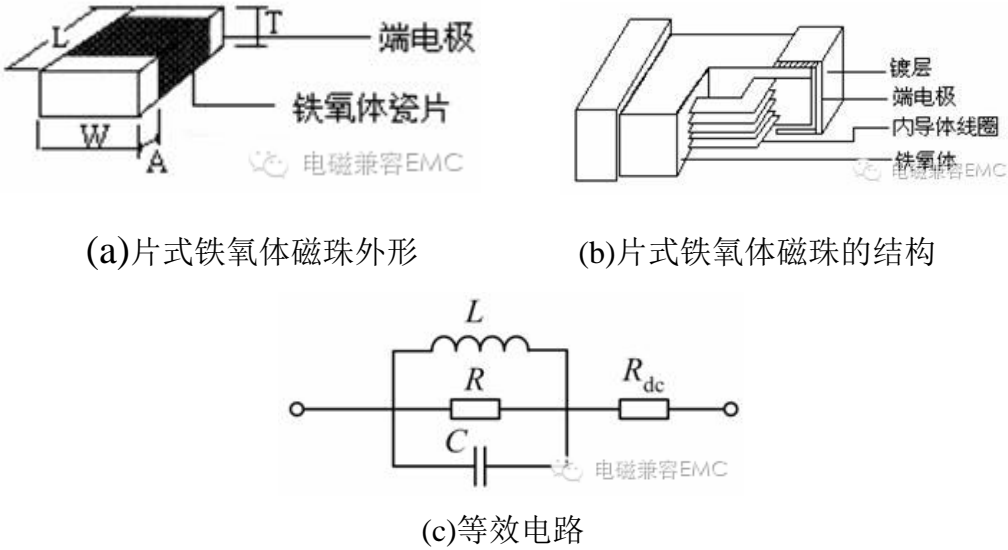 L
T
端电极
铁氧体瓷片
W
A
电磁兼容EMC
镀层
端电极
内导体线圈
铁氧体
电磁兼容EMC
(a)片式铁氧体磁珠外形
(b)片式铁氧体磁珠的结构
L
R
Rdc
C
电磁兼容EMC
(c)等效电路